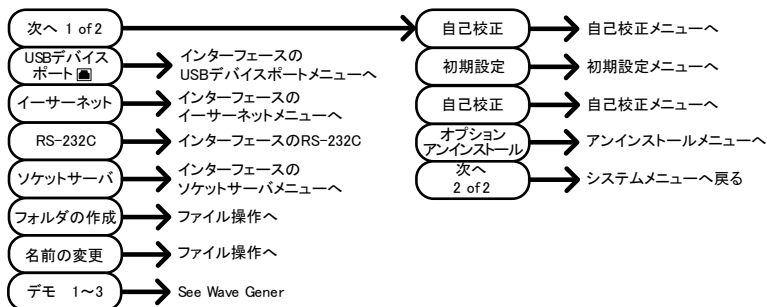 次へ 1 of2
USBデバイス
ポート
インターフェースの
USBデバイスポートメニューへ
イーサーネット
インターフェースの
イーサーネットメニューへ
RS-232C
インターフェースのRS-232C
ソケットサーバ
インターフェースの
ソケットサーバメニューへ
フォルダの作成
ファイル操作へ
名前の変更
ファイル操作へ
デモ 1～3
See Wave Gener
自己校正
自己校正メニューへ
初期設定
初期設定メニューへ
自己校正
自己校正メニューへ
オプション
アンインストール
アンインストールメニューへ
次へ
2 of2
システムメニューへ戻る